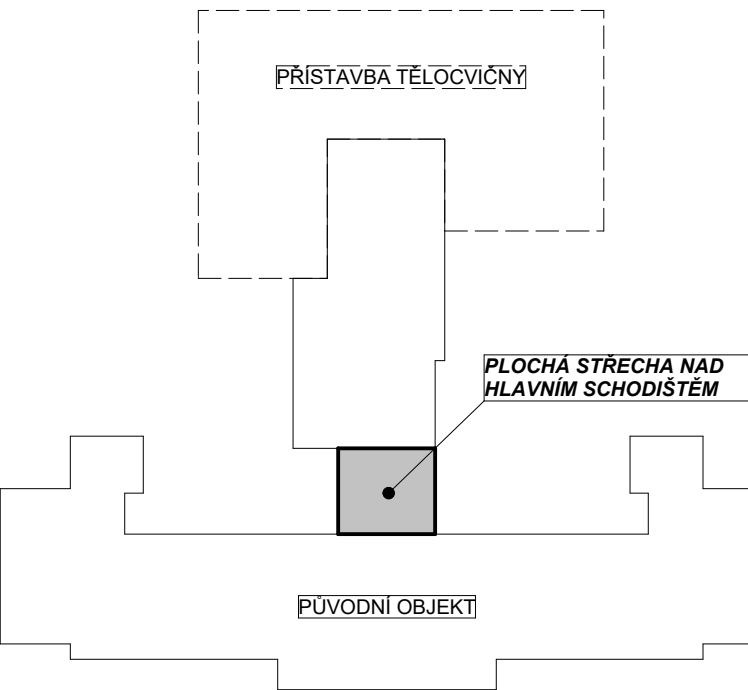 PŘÍSTAVBA TĚLOCVIČNY
PLOCHÁ STŘECHA NAD
HLAVNÍM SCHODIŠTĚM
PŮVODNÍ OBJEKT